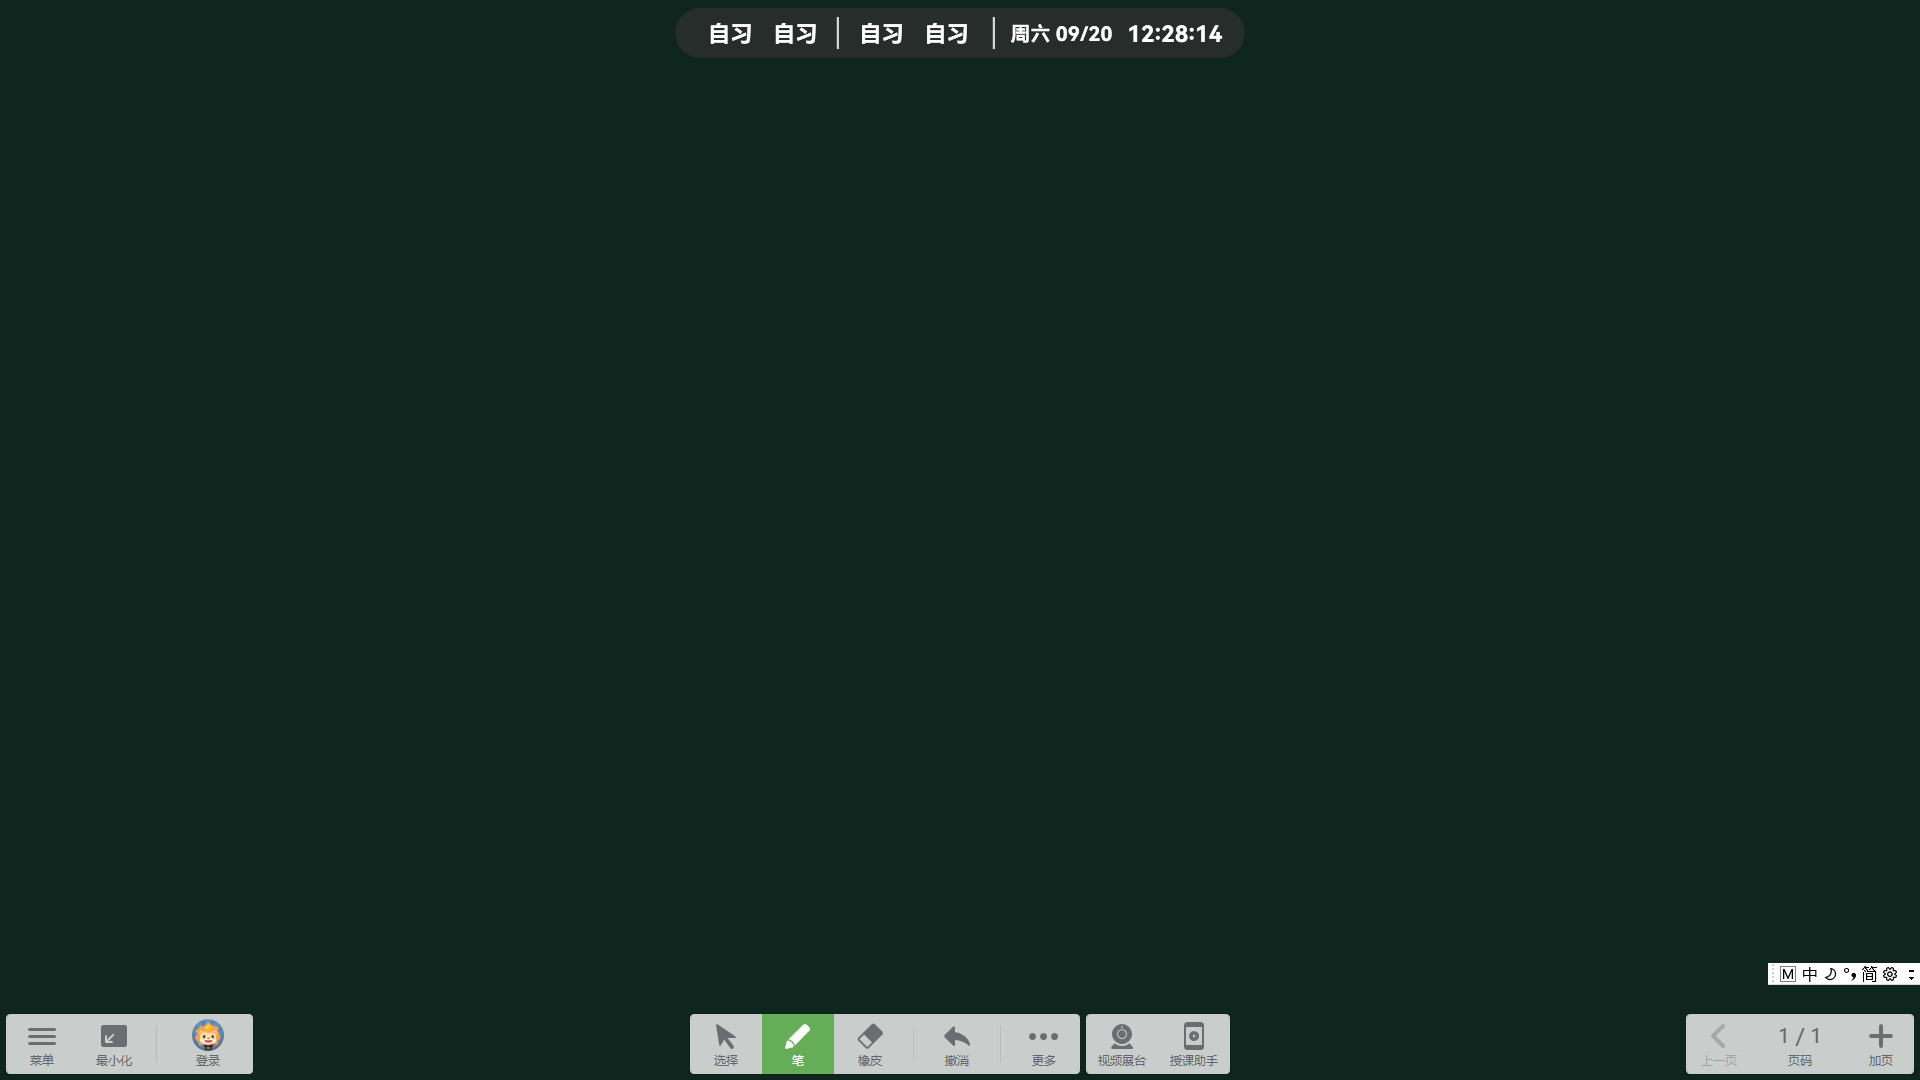 自习 自习 自习 自习 周六 09/20 12:28:14
M 中 简
1 / 1
菜单 最小化 登录 选择 笔 橡皮 撤消 更多 视频展台 授课助手 上一页 页码 加页